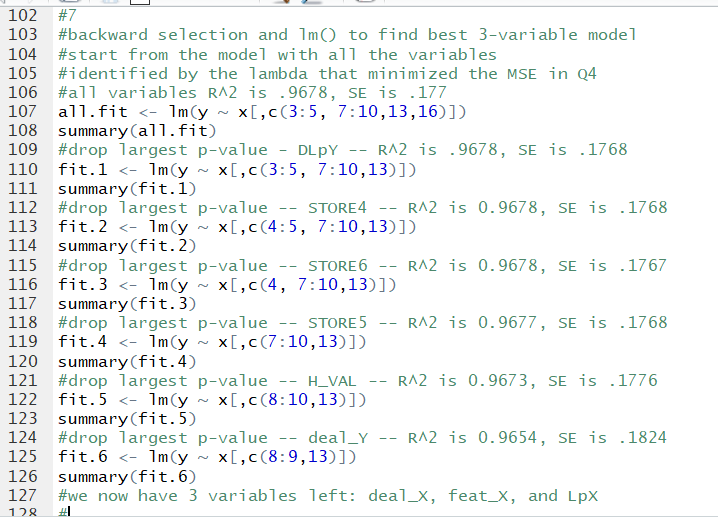 102 #7
103 #backward selection and lm() to find best 3-variable model
104 #start from the model with all the variables
105 #identified by the lambda that minimized the MSE in Q4
106 #all variables R^2 is .9678, SE is .177
107 all.fit <- lm(y ~ x[,c(3:5, 7:10,13,16)])
108 summary(all.fit)
109 #drop largest p-value - DLpY -- R^2 is .9678, SE is .1768
110 fit.1 <- lm(y ~ x[,c(3:5, 7:10,13)])
111 summary(fit.1)
112 #drop largest p-value -- STORE4 -- R^2 is 0.9678, SE is .1768
113 fit.2 <- lm(y ~ x[,c(4:5, 7:10,13)])
114 summary(fit.2)
115 #drop largest p-value -- STORE6 -- R^2 is 0.9678, SE is .1767
116 fit.3 <- lm(y ~ x[,c(4, 7:10,13)])
117 summary(fit.3)
118 #drop largest p-value -- STORE5 -- R^2 is 0.9677, SE is .1768
119 fit.4 <- lm(y ~ x[,c(7:10,13)])
120 summary(fit.4)
121 #drop largest p-value -- H_VAL -- R^2 is 0.9673, SE is .1776
122 fit.5 <- lm(y ~ x[,c(8:10,13)])
123 summary(fit.5)
124 #drop largest p-value -- deal_Y -- R^2 is 0.9654, SE is .1824
125 fit.6 <- lm(y ~ x[,c(8:9,13)])
126 summary(fit.6)
127 #we now have 3 variables left: deal_X, feat_X, and LpX
128 #